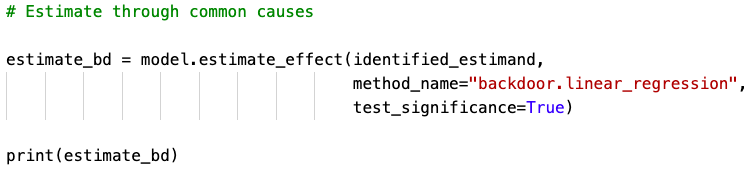 # Estimate through common causes
estimate_bd = model.estimate_effect(identified_estimand,
method_name="backdoor.linear_regression",
test_significance=True)
print(estimate_bd)